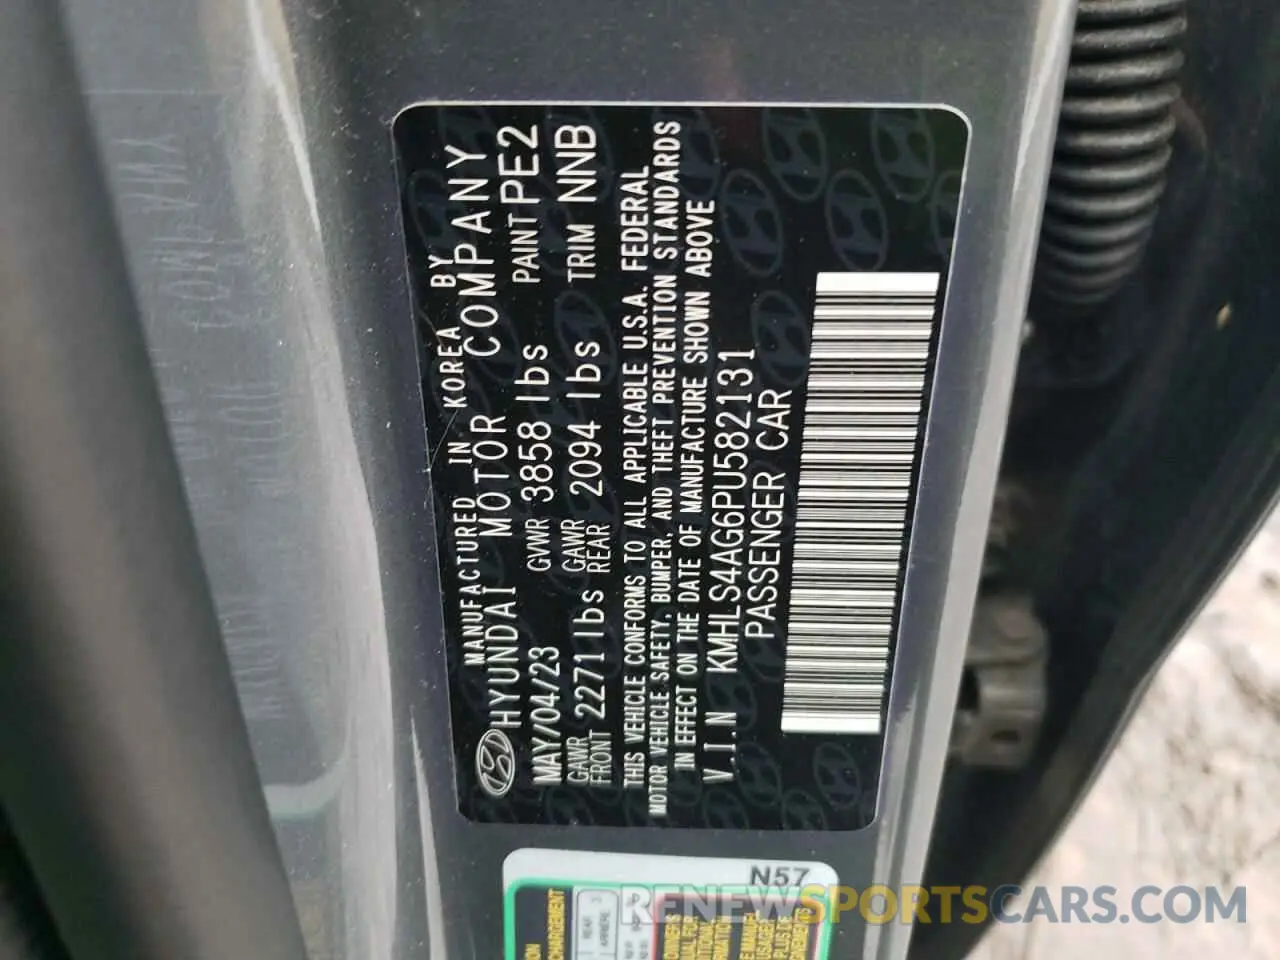 MANUFACTURED IN KOREA BY
HYUNDAI MOTOR COMPANY
MAY/04/23 GVWR 3858 lbs PAINT PE2
GAWR FRONT 2271 lbs GAWR REAR 2094 lbs TRIM NNB
THIS VEHICLE CONFORMS TO ALL APPLICABLE U.S.A. FEDERAL
MOTOR VEHICLE SAFETY, BUMPER, AND THEFT PREVENTION STANDARDS
IN EFFECT ON THE DATE OF MANUFACTURE SHOWN ABOVE
V.I.N KMHLS4AG6PU582131
PASSENGER CAR
N57
REAR
ARRIÈRE
RENEWSPORTSCARS.COM